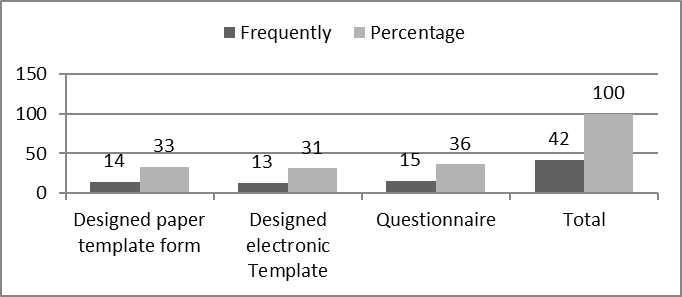 Frequently Percentage
150
100
50
0
14 33 13 31 15 36 42 100
Designed paper template form
Designed electronic Template
Questionnaire
Total